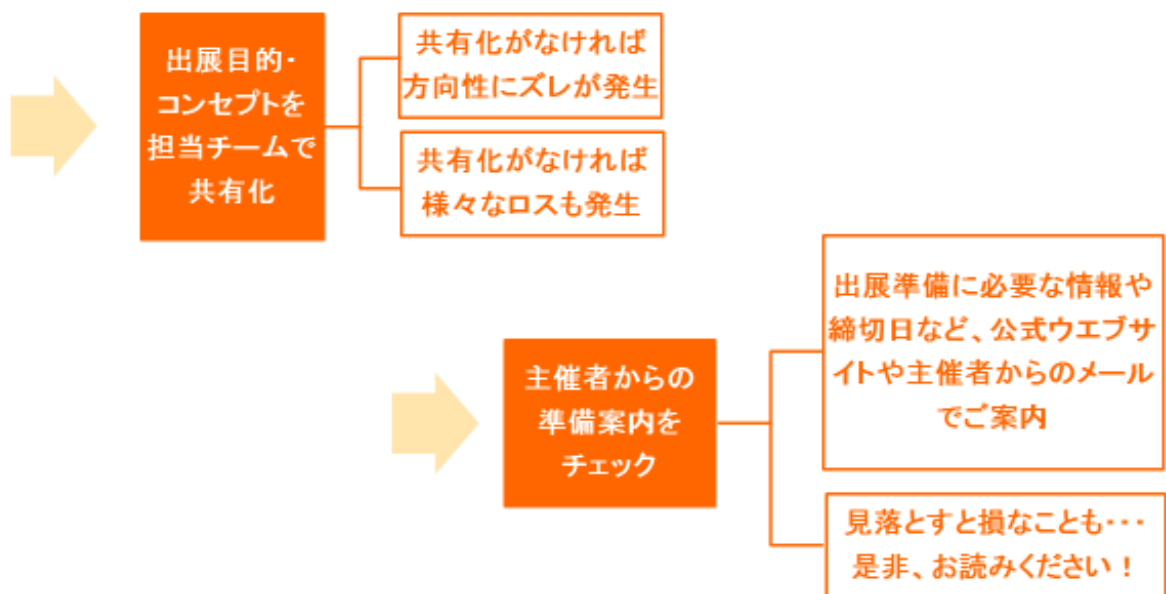 出展目的・
コンセプトを
担当チームで
共有化
共有化がなければ
方向性にズレが発生
共有化がなければ
様々なロスも発生
主催者からの
準備案内を
チェック
出展準備に必要な情報や
締切日など、公式ウエブサ
イトや主催者からのメール
でご案内
見落とすと損なことも・・・
是非、お読みください！